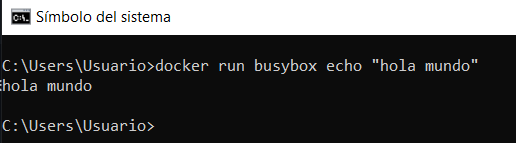 Símbolo del sistema
C:\Users\Usuario>docker run busybox echo "hola mundo"
hola mundo
C:\Users\Usuario>